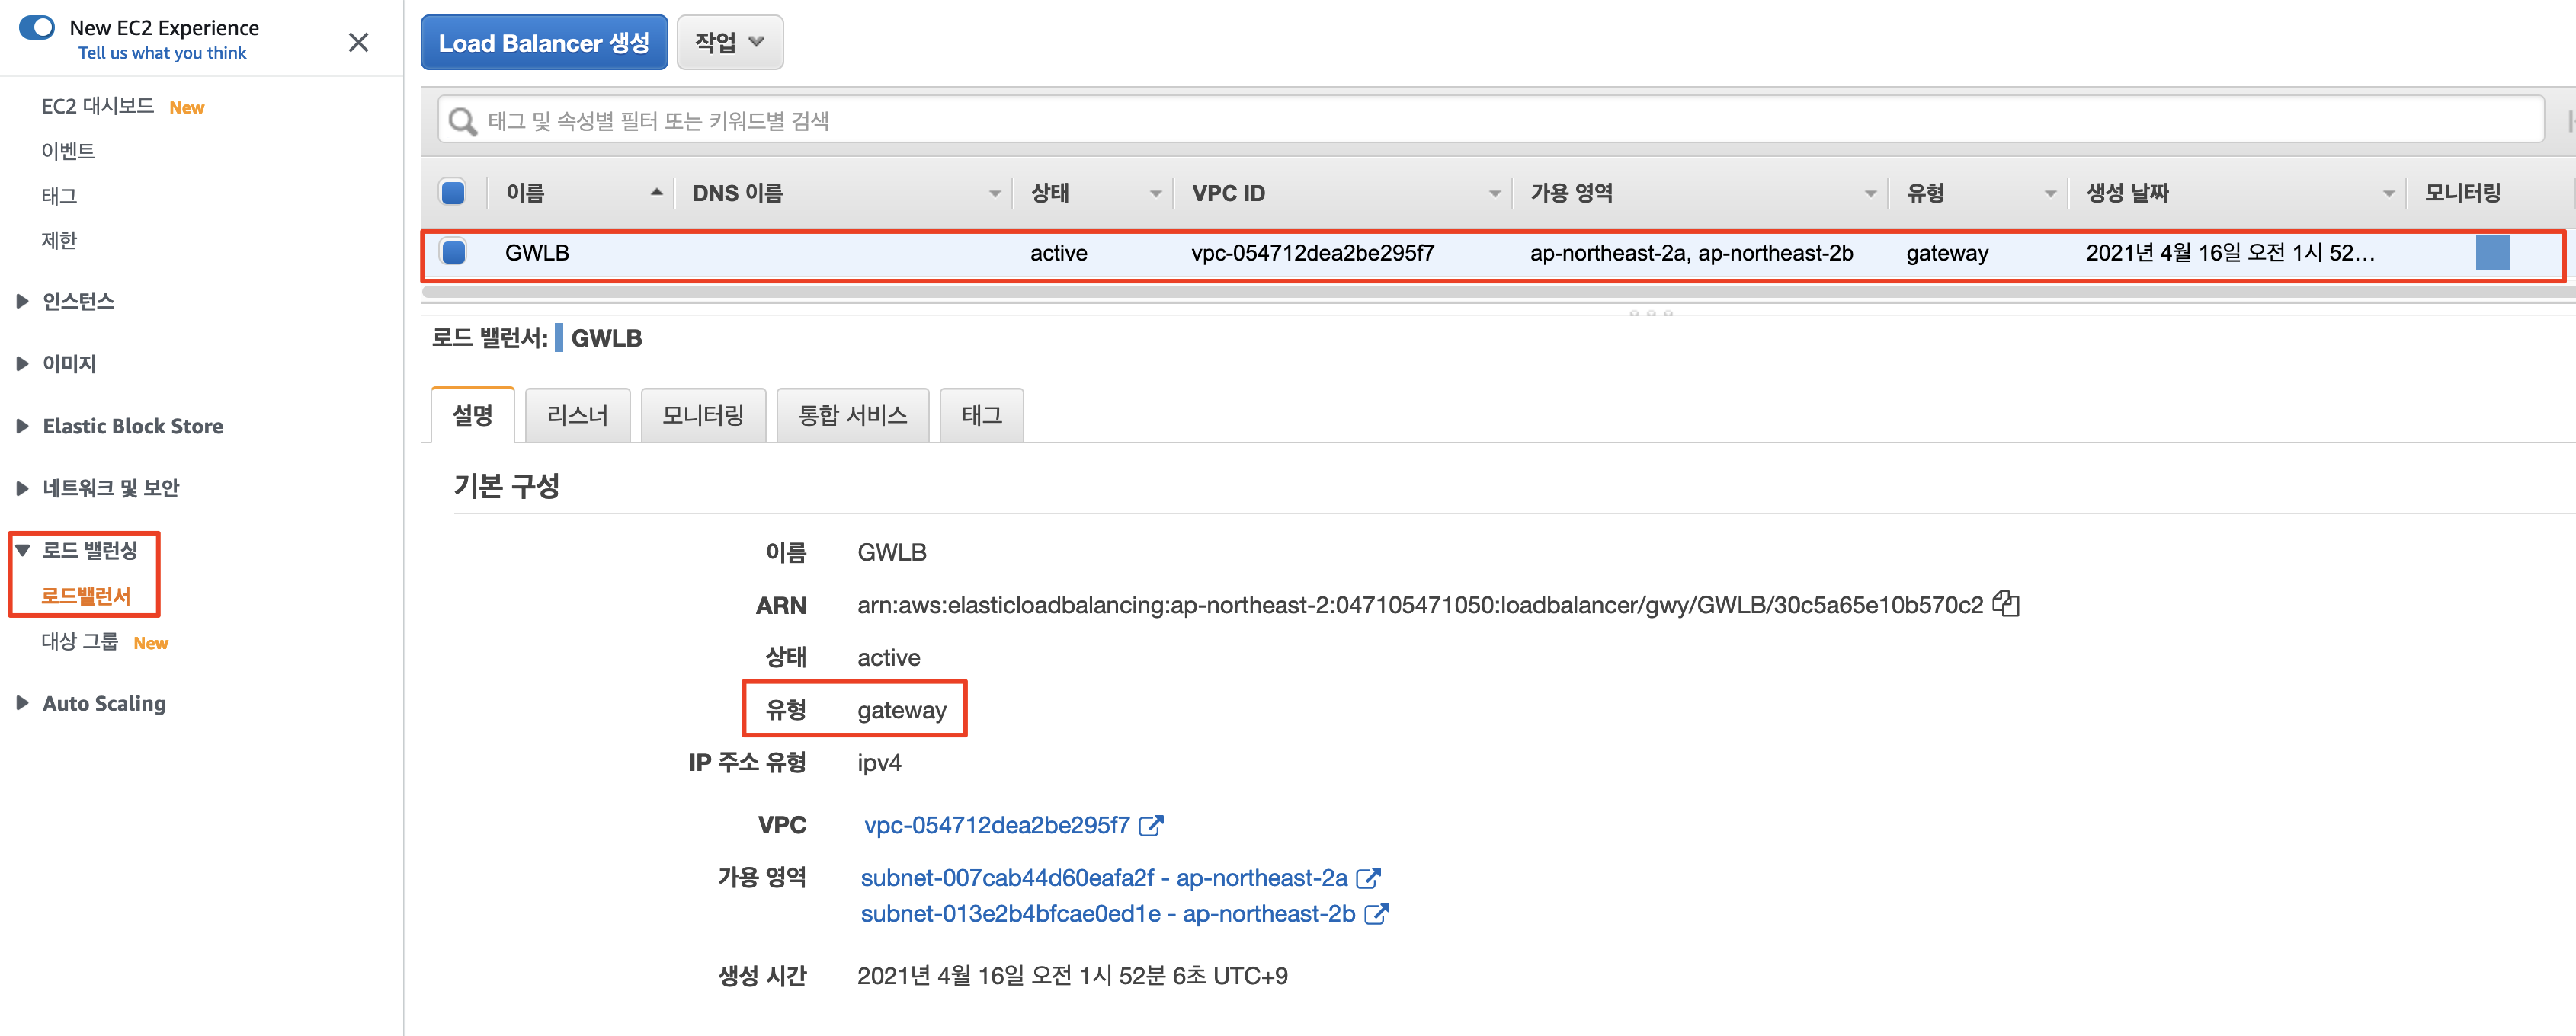 New EC2 Experience
Tell us what you think
EC2 대시보드 New
이벤트
태그
제한
인스턴스
이미지
Elastic Block Store
네트워크 및 보안
로드 밸런싱
로드밸런서
대상 그룹 New
Auto Scaling
Load Balancer 생성 작업
태그 및 속성별 필터 또는 키워드별 검색
이름 DNS 이름 상태 VPC ID 가용 영역 유형 생성 날짜 모니터링
GWLB active vpc-054712dea2be295f7 ap-northeast-2a, ap-northeast-2b gateway 2021년 4월 16일 오전 1시 52...
로드 밸런서: GWLB
설명 리스너 모니터링 통합 서비스 태그
기본 구성
이름 GWLB
ARN arn:aws:elasticloadbalancing:ap-northeast-2:047105471050:loadbalancer/gwy/GWLB/30c5a65e10b570c2
상태 active
유형 gateway
IP 주소 유형 ipv4
VPC vpc-054712dea2be295f7
가용 영역 subnet-007cab44d60eafa2f - ap-northeast-2a
subnet-013e2b4bfcae0ed1e - ap-northeast-2b
생성 시간 2021년 4월 16일 오전 1시 52분 6초 UTC+9